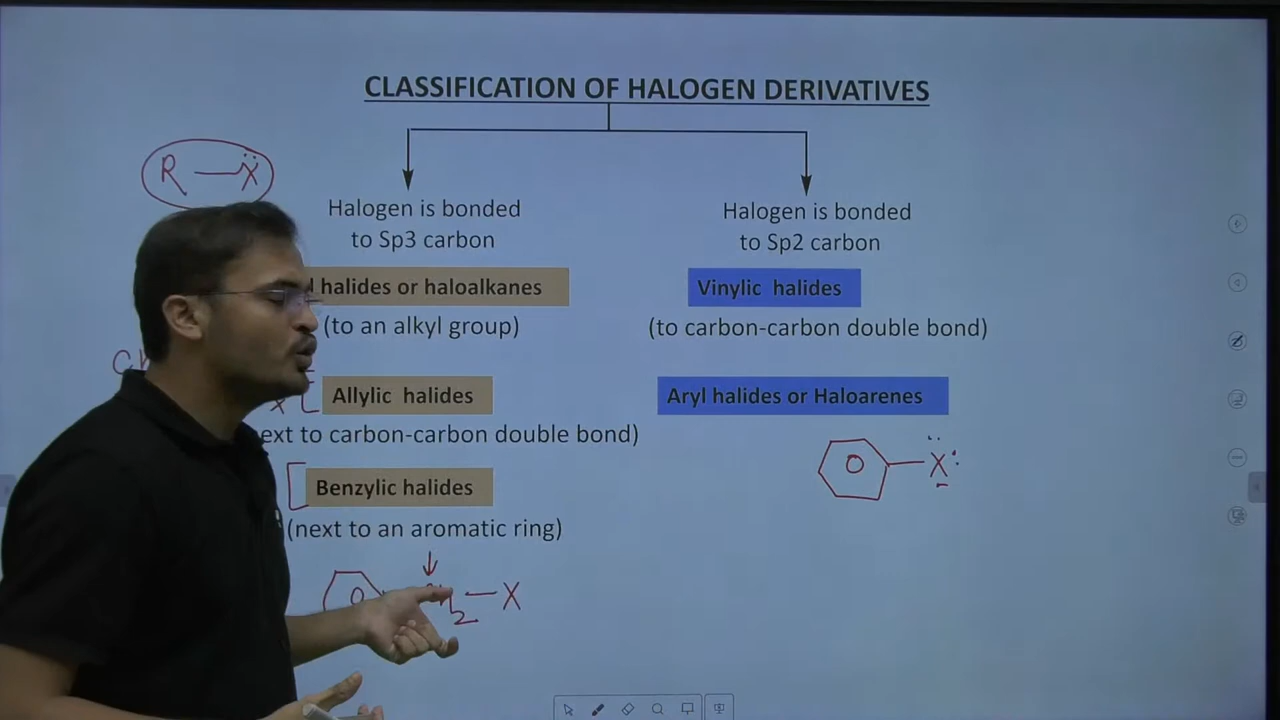 CLASSIFICATION OF HALOGEN DERIVATIVES
R — X
Halogen is bonded
to Sp3 carbon
halides or haloalkanes
(to an alkyl group)
Allylic halides
to carbon-carbon double bond)
Benzylic halides
(next to an aromatic ring)
— X
Halogen is bonded
to Sp2 carbon
Vinylic halides
(to carbon-carbon double bond)
Aryl halides or Haloarenes
— X